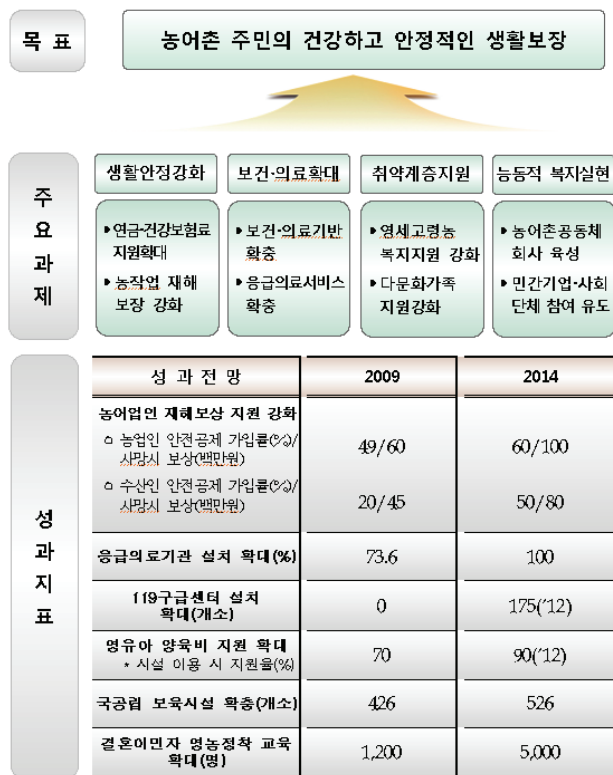 목 표
농어촌 주민의 건강하고 안정적인 생활보장
주
요
과
제
생활안정강화
보건·의료확대
취약계층지원
능동적 복지실현
▸연금·건강보험료
지원확대
▸농작업 재해
보장 강화
▸보건·의료기반
확충
▸응급의료서비스
확충
▸영세고령농
복지지원 강화
▸다문화가족
지원강화
▸농어촌공동체
회사 육성
▸민간기업·사회
단체 참여 유도
성
과
지
표
성 과 전 망 2009 2014
농어업인 재해보상 지원 강화
ㅇ 농업인 안전공제 가입률(%)/
사망시 보상(백만원)
49/60 60/100
ㅇ 수산인 안전공제 가입률(%)/
사망시 보상(백만원)
20/45 50/80
응급의료기관 설치 확대(%) 73.6 100
119구급센터 설치
확대(개소)
0 175('12)
영유아 양육비 지원 확대
* 시설 이용 시 지원율(%)
70 90('12)
국공립 보육시설 확충(개소) 426 526
결혼이민자 영농정착 교육
확대(명)
1,200 5,000